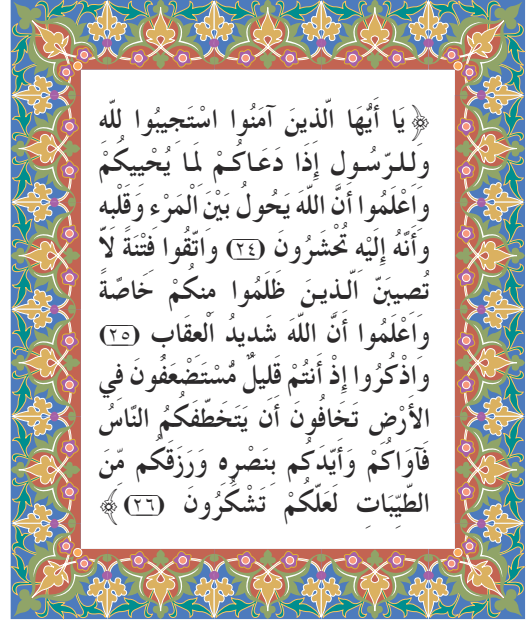 ﴿يَا أَيُّهَا الَّذِينَ آمَنُوا اسْتَجِيبُوا لِلَّهِ
وَلِلرَّسُولِ إِذَا دَعَاكُمْ لِمَا يُحْيِيكُمْ
وَاعْلَمُوا أَنَّ اللَّهَ يَحُولُ بَيْنَ الْمَرْءِ وَقَلْبِهِ
وَأَنَّهُ إِلَيْهِ تُحْشَرُونَ (٢٤) وَاتَّقُوا فِتْنَةً لَّا
تُصِيبَنَّ الَّذِينَ ظَلَمُوا مِنكُمْ خَاصَّةً
وَاعْلَمُوا أَنَّ اللَّهَ شَدِيدُ الْعِقَابِ (٢٥)
وَاذْكُرُوا إِذْ أَنتُمْ قَلِيلٌ مُّسْتَضْعَفُونَ فِي
الْأَرْضِ تَخَافُونَ أَن يَتَخَطَّفَكُمُ النَّاسُ
فَآوَاكُمْ وَأَيَّدَكُم بِنَصْرِهِ وَرَزَقَكُم مِّنَ
الطَّيِّبَاتِ لَعَلَّكُمْ تَشْكُرُونَ (٢٦)﴾